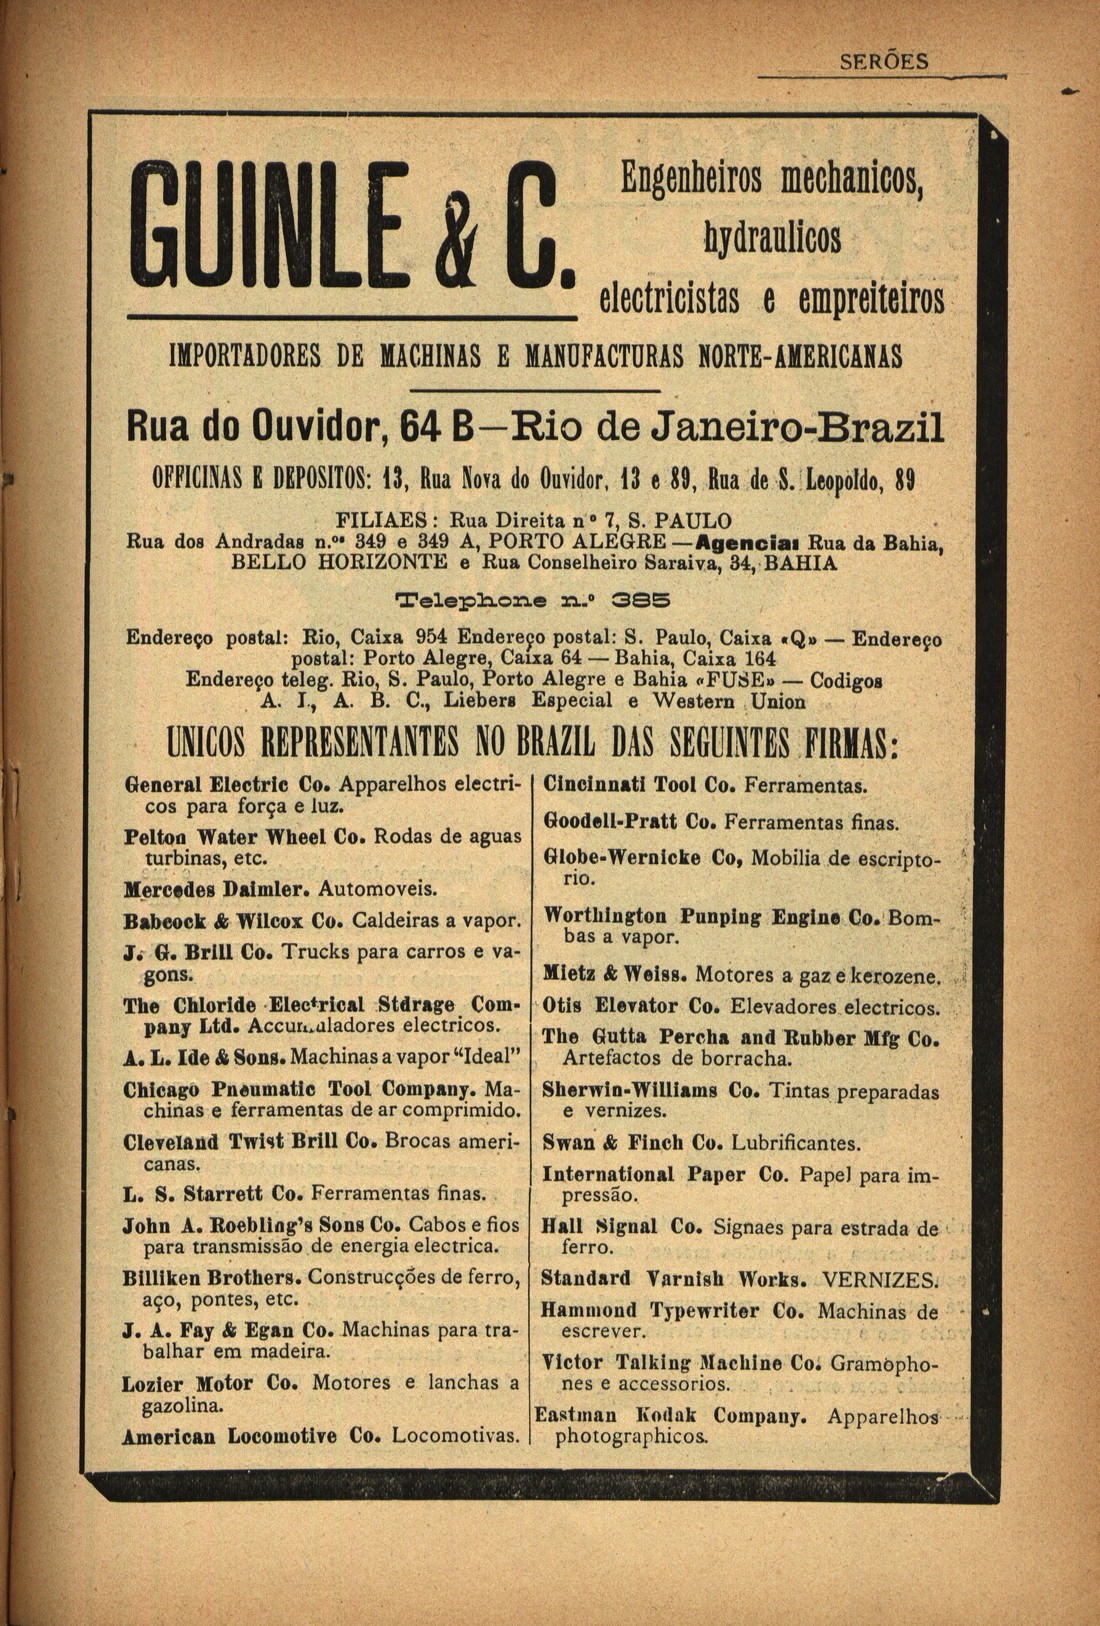 SERÕES
GUINLE & C.
Engenheiros mechanicos,
hydraulicos
electricistas e empreiteiros
IMPORTADORES DE MACHINAS E MANUFACTURAS NORTE-AMERICANAS
Rua do Ouvidor, 64 B—Rio de Janeiro-Brazil
OFFICINAS E DEPOSITOS: 13, Rua Nova do Ouvidor, 13 e 89, Rua de S. Leopoldo, 89
FILIAES: Rua Direita nº 7, S. PAULO
Rua dos Andradas n.os 349 e 349 A, PORTO ALEGRE—Agencia: Rua da Bahia,
BELLO HORIZONTE e Rua Conselheiro Saraiva, 34, BAHIA
Telephone n.º 385
Endereço postal: Rio, Caixa 954 Endereço postal: S. Paulo, Caixa «Q» — Endereço
postal: Porto Alegre, Caixa 64 — Bahia, Caixa 164
Endereço teleg. Rio, S. Paulo, Porto Alegre e Bahia «FUSE» — Codigos
A. I., A. B. C., Liebers Especial e Western Union
UNICOS REPRESENTANTES NO BRAZIL DAS SEGUINTES FIRMAS:
General Electric Co. Apparelhos electri-
cos para força e luz.
Pelton Water Wheel Co. Rodas de aguas
turbinas, etc.
Mercedes Daimler. Automoveis.
Babcock & Wilcox Co. Caldeiras a vapor.
J. G. Brill Co. Trucks para carros e va-
gons.
The Chloride Electrical Stdrage Com-
pany Ltd. Accumuladores electricos.
A. L. Ide & Sons. Machinas a vapor "Ideal"
Chicago Pneumatic Tool Company. Ma-
chinas e ferramentas de ar comprimido.
Cleveland Twist Brill Co. Brocas ameri-
canas.
L. S. Starrett Co. Ferramentas finas.
John A. Roebling's Sons Co. Cabos e fios
para transmissão de energia electrica.
Billiken Brothers. Construcções de ferro,
aço, pontes, etc.
J. A. Fay & Egan Co. Machinas para tra-
balhar em madeira.
Lozier Motor Co. Motores e lanchas a
gazolina.
American Locomotive Co. Locomotivas.
Cincinnati Tool Co. Ferramentas.
Goodell-Pratt Co. Ferramentas finas.
Globe-Wernicke Co, Mobilia de escripto-
rio.
Worthington Punping Engine Co. Bom-
bas a vapor.
Mietz & Weiss. Motores a gaz e kerozene.
Otis Elevator Co. Elevadores electricos.
The Gutta Percha and Rubber Mfg Co.
Artefactos de borracha.
Sherwin-Williams Co. Tintas preparadas
e vernizes.
Swan & Finch Co. Lubrificantes.
International Paper Co. Papel para im-
pressão.
Hall Signal Co. Signaes para estrada de
ferro.
Standard Varnish Works. VERNIZES.
Hammond Typewriter Co. Machinas de
escrever.
Victor Talking Machine Co. Gramopho-
nes e accessorios.
Eastman Kodak Company. Apparelhos
photographicos.